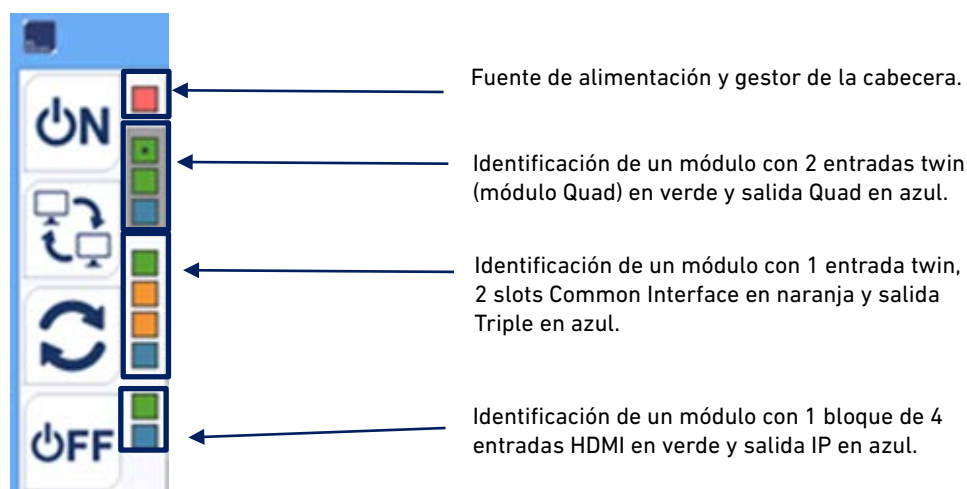 ON
Fuente de alimentación y gestor de la cabecera.
Identificación de un módulo con 2 entradas twin
(módulo Quad) en verde y salida Quad en azul.
Identificación de un módulo con 1 entrada twin,
2 slots Common Interface en naranja y salida
Triple en azul.
OFF
Identificación de un módulo con 1 bloque de 4
entradas HDMI en verde y salida IP en azul.